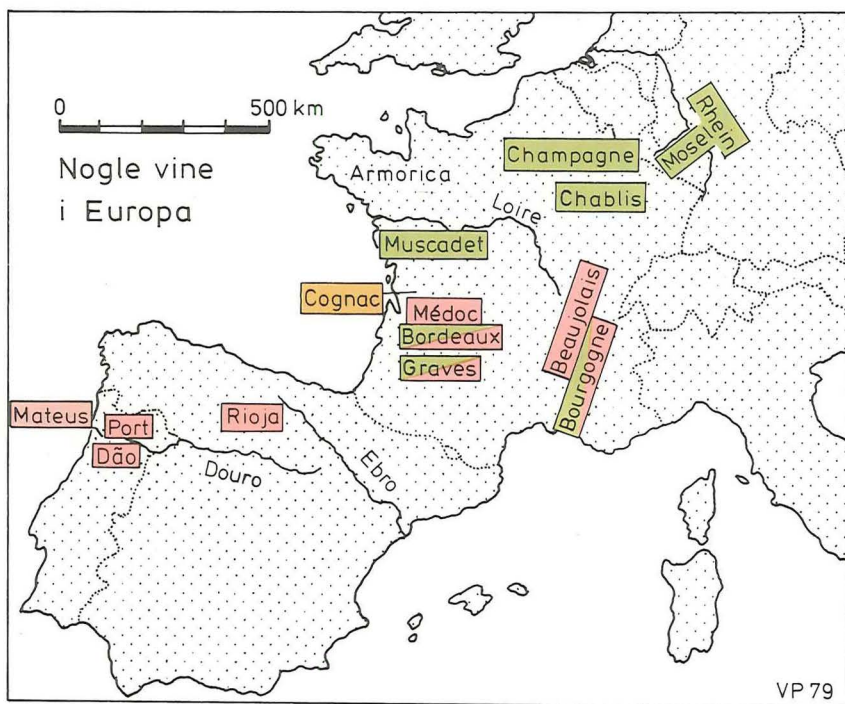 0 500 km
Nogle vine
i Europa
Armorica
Champagne
Mosel
Rhein
Chablis
Loire
Muscadet
Cognac
Médoc
Bordeaux
Graves
Beaujolais
Bourgogne
Mateus
Port
Dão
Rioja
Douro
Ebro
VP 79